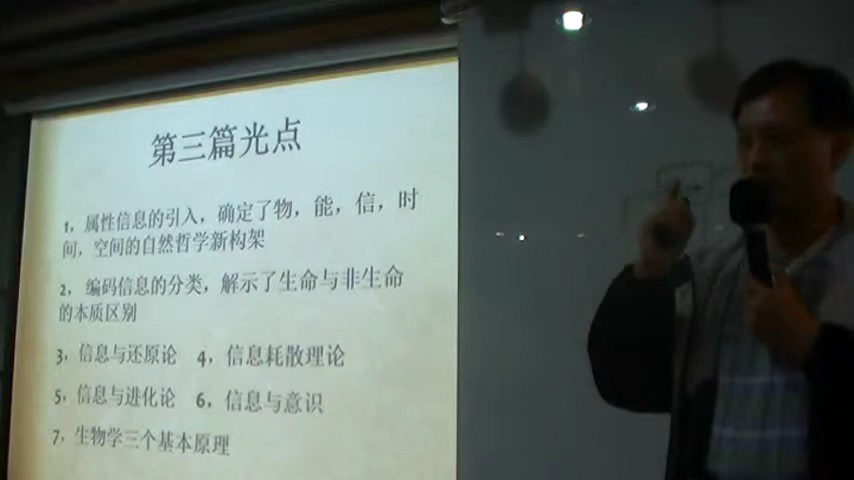 第三篇光点
1，属性信息的引入，确定了物，能，信，时
间，空间的自然哲学新构架
2，编码信息的分类，解示了生命与非生命
的本质区别
3，信息与还原论 4，信息耗散理论
5，信息与进化论 6．信息与意识
7，生物学三个基本原理